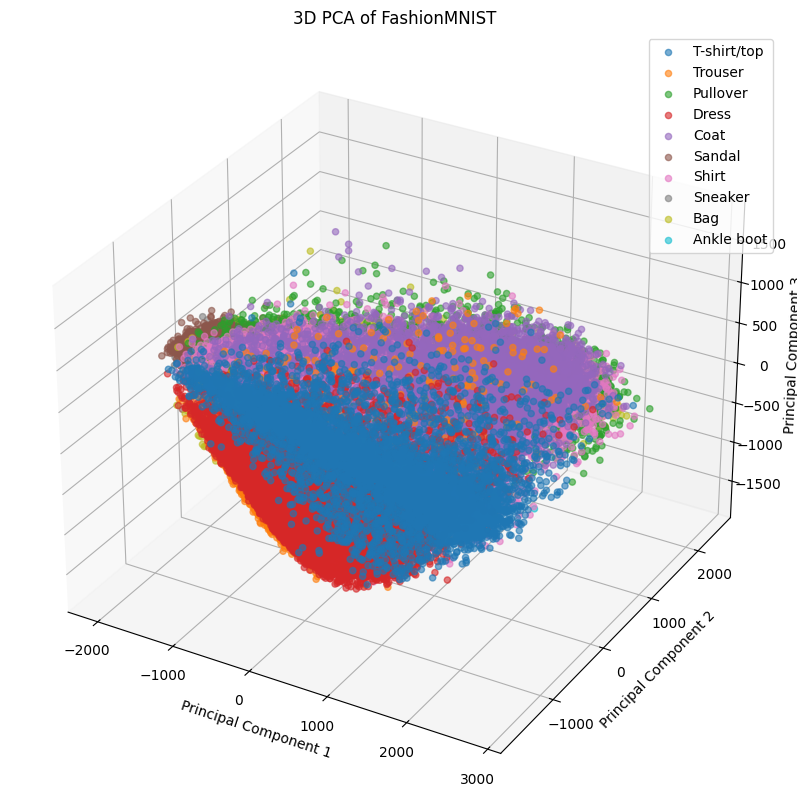 3D PCA of FashionMNIST
T-shirt/top
Trouser
Pullover
Dress
Coat
Sandal
Shirt
Sneaker
Bag
Ankle boot
1000
500
0
−500
−1000
−1500
Principal Component 3
2000
1000
0
−1000
Principal Component 2
−2000
−1000
0
1000
2000
3000
Principal Component 1